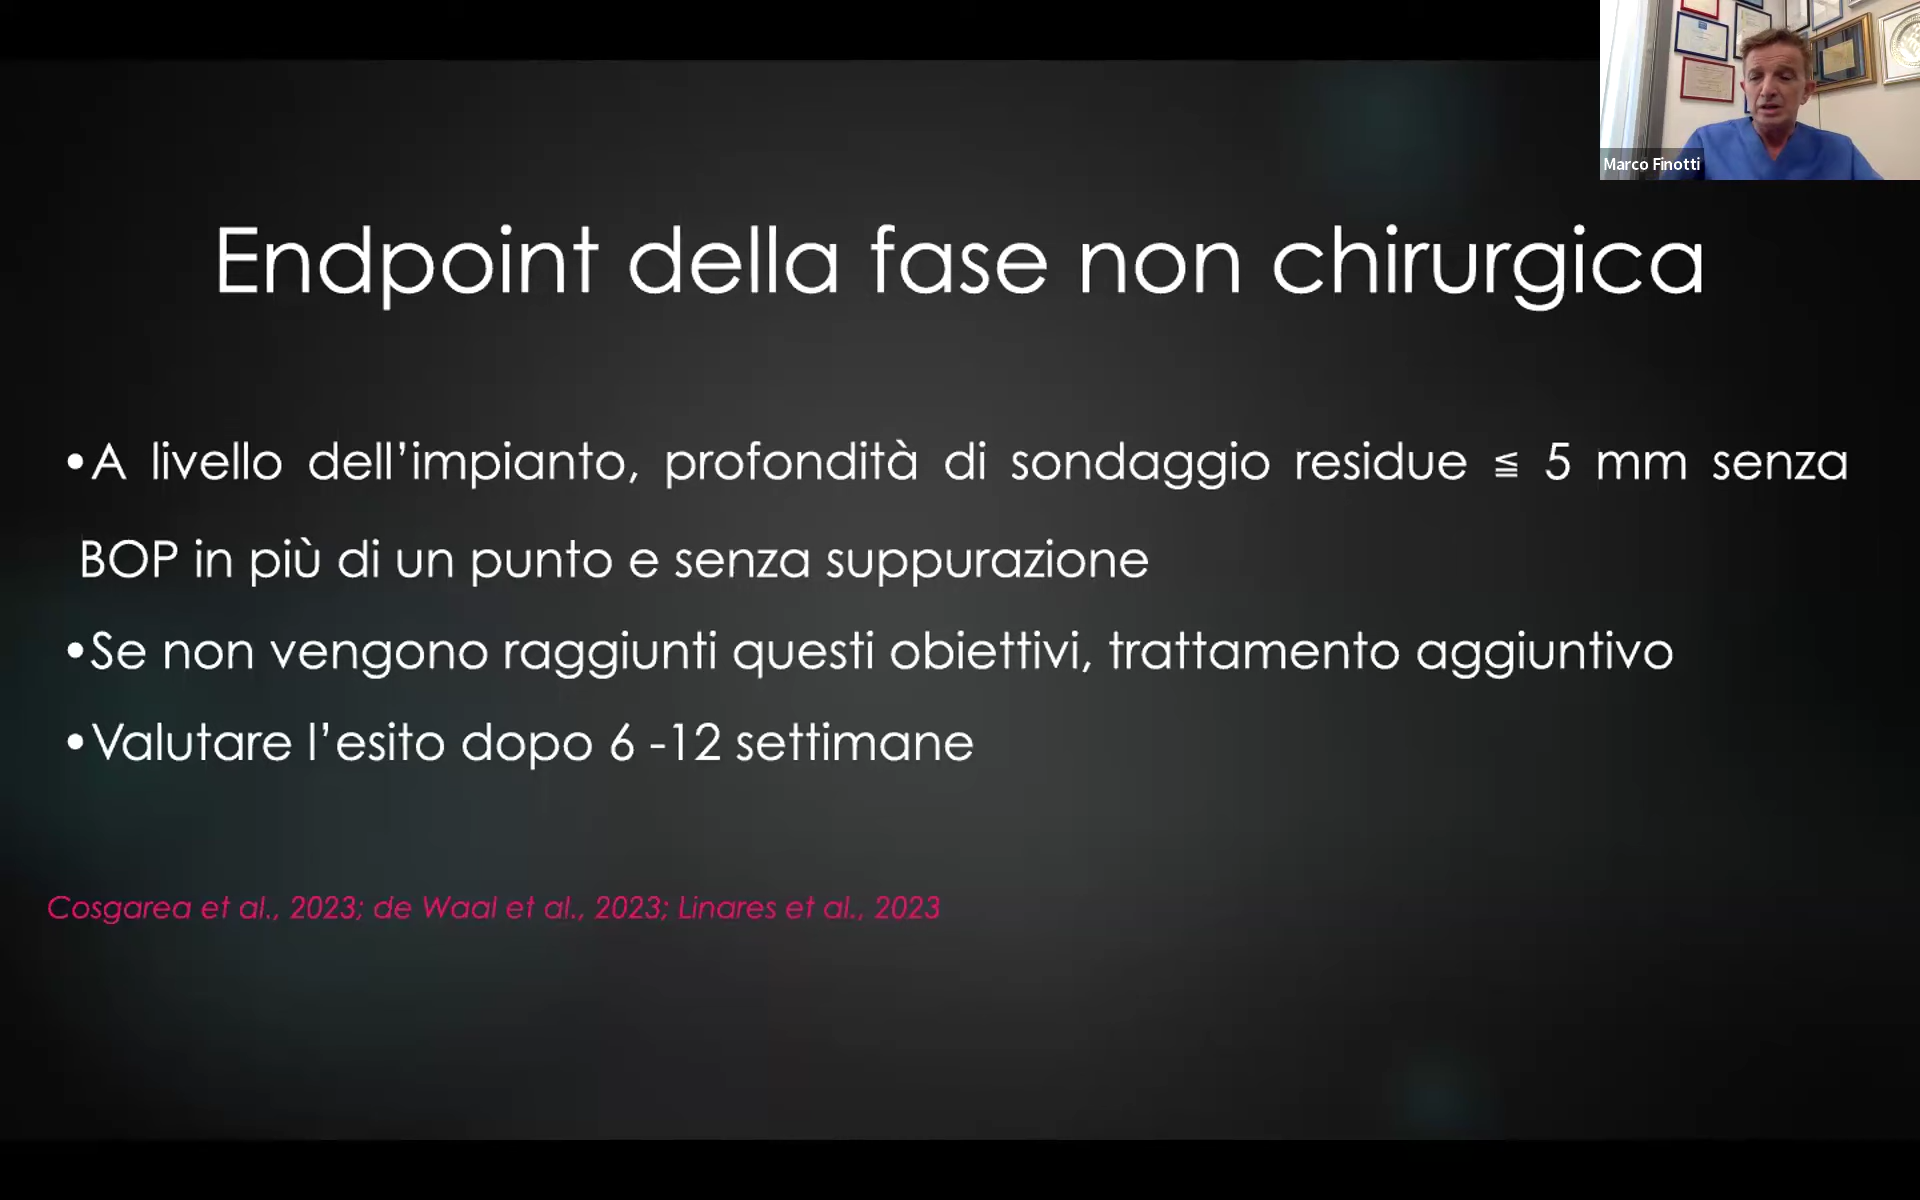 Marco Finotti
Endpoint della fase non chirurgica
•A livello dell’impianto, profondità di sondaggio residue ≦ 5 mm senza
BOP in più di un punto e senza suppurazione
•Se non vengono raggiunti questi obiettivi, trattamento aggiuntivo
•Valutare l’esito dopo 6 -12 settimane
Cosgarea et al., 2023; de Waal et al., 2023; Linares et al., 2023